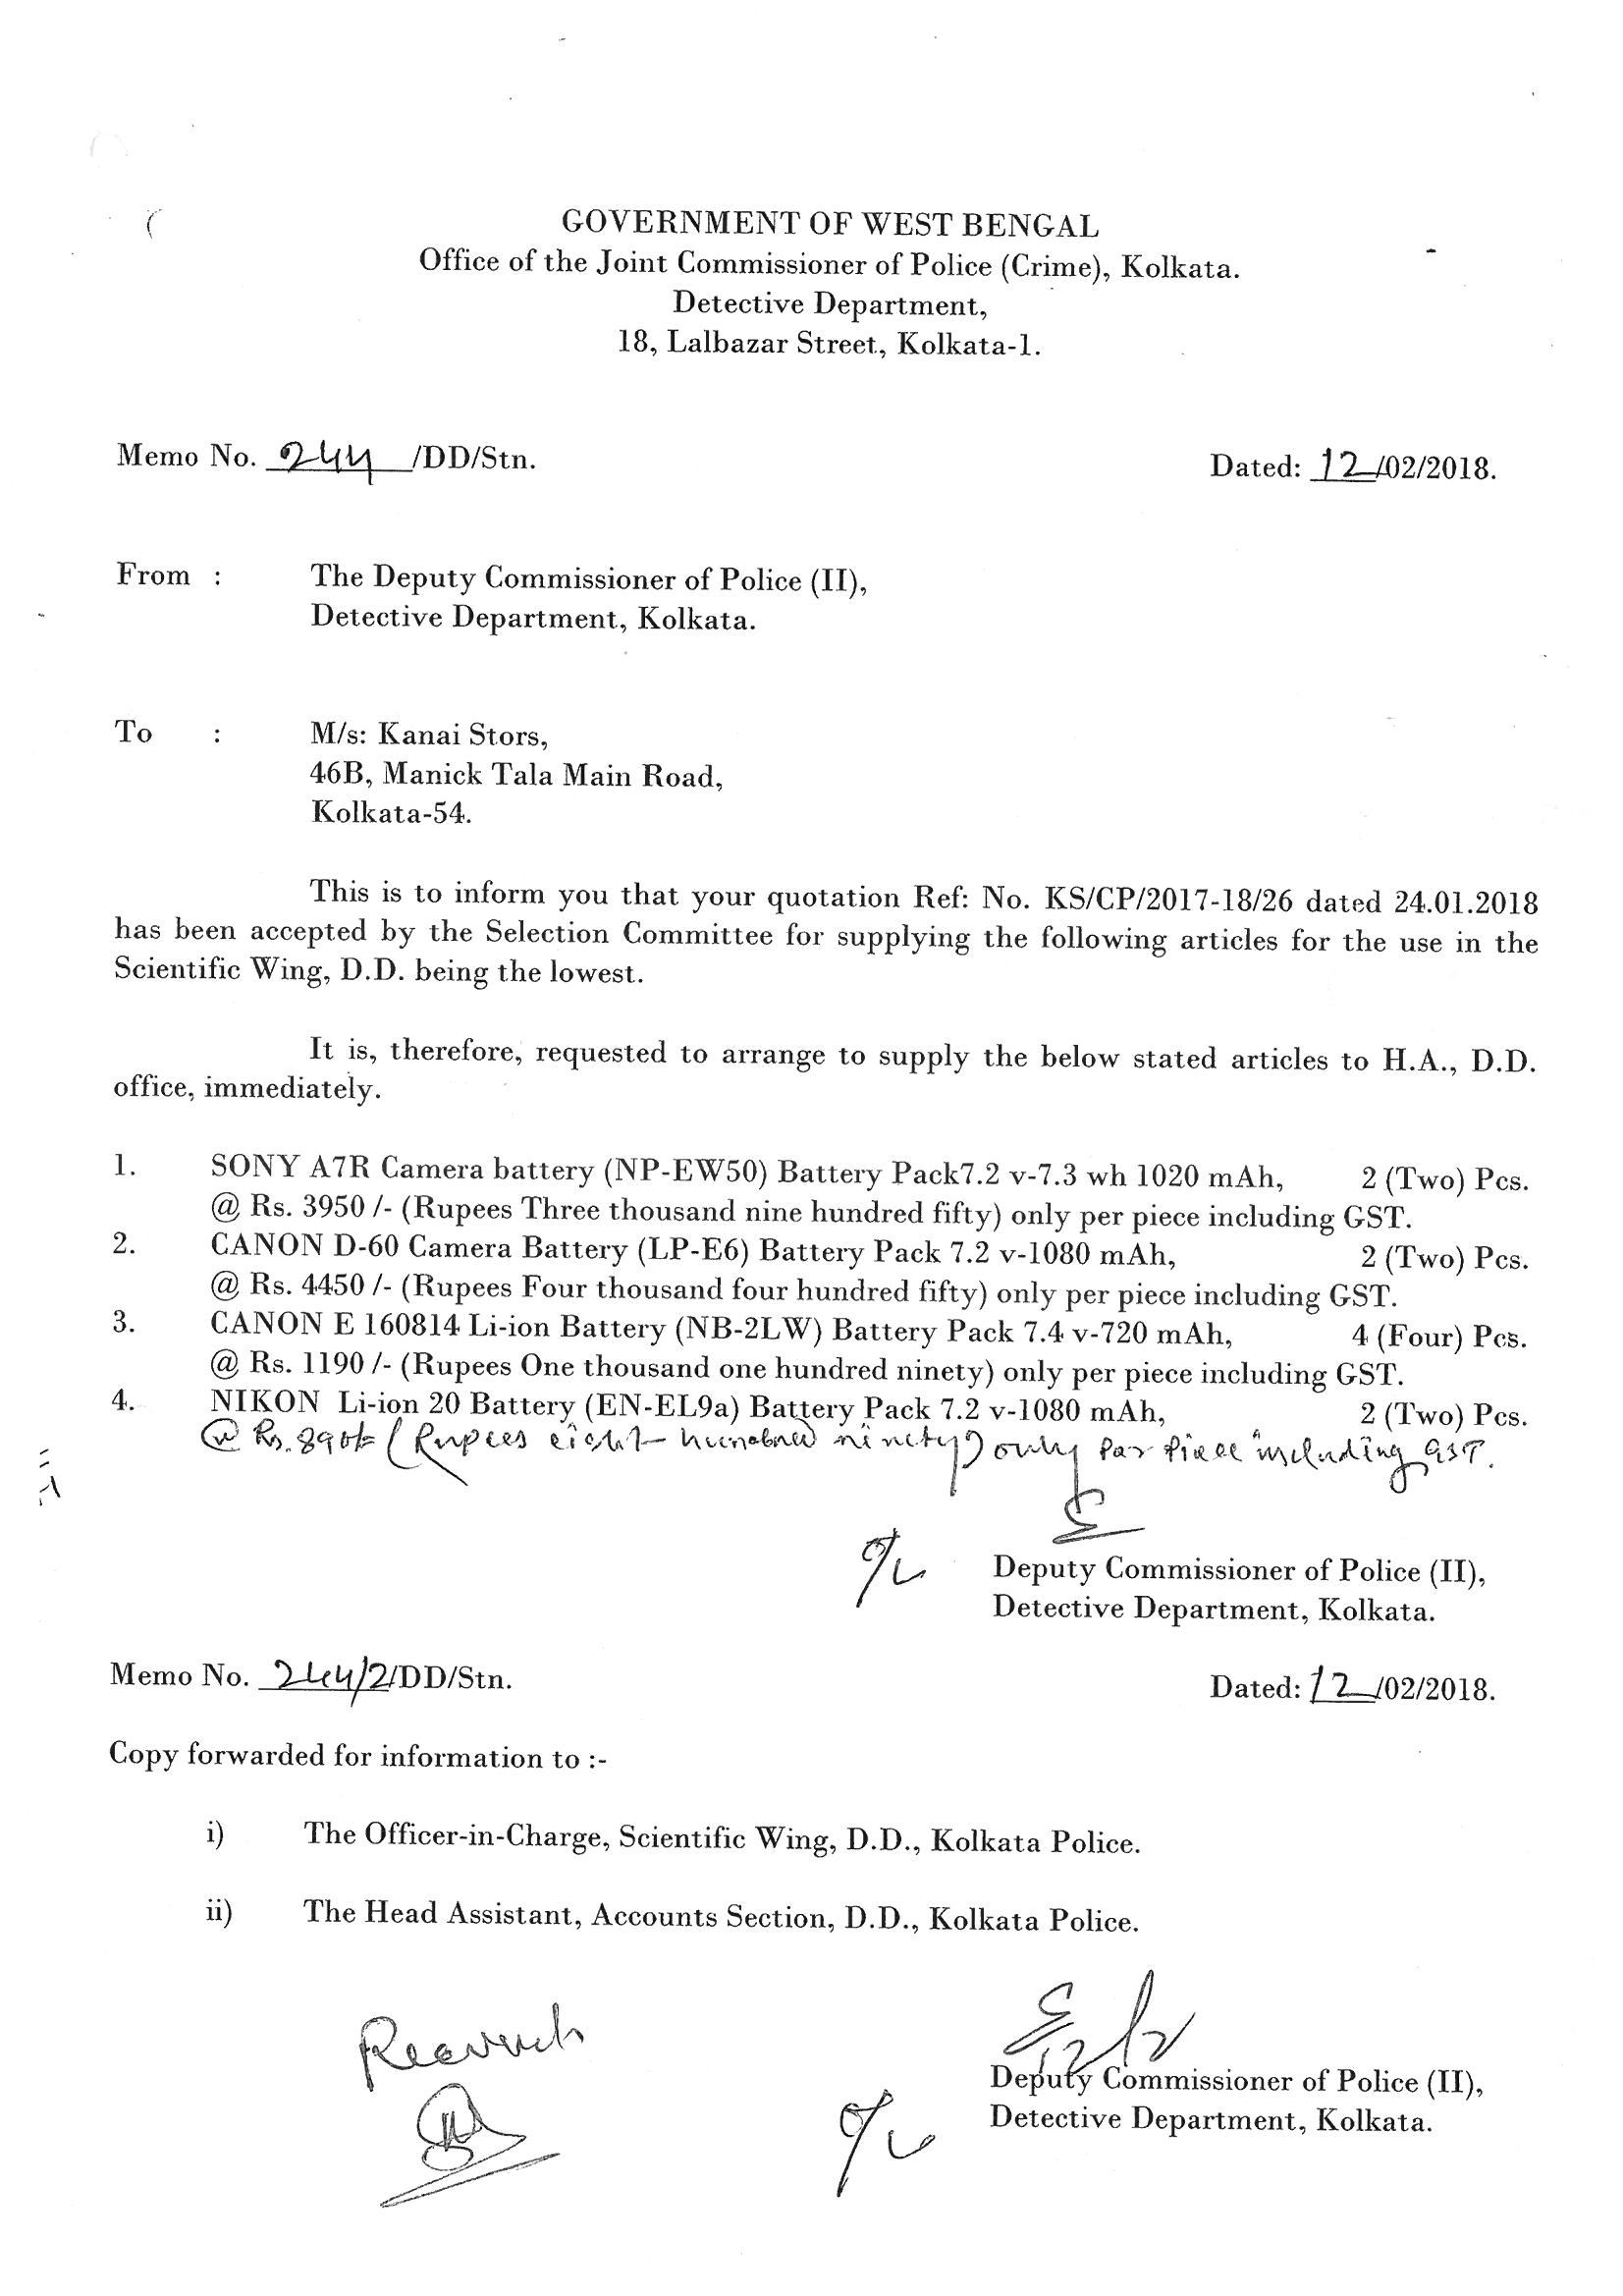 GOVERNMENT OF WEST BENGAL
Office of the Joint Commissioner of Police (Crime), Kolkata.
Detective Department,
18, Lalbazar Street, Kolkata-1.
Memo No. 244 /DD/Stn. Dated: 12/02/2018.
From : The Deputy Commissioner of Police (II),
Detective Department, Kolkata.
To : M/s: Kanai Stors,
46B, Manick Tala Main Road,
Kolkata-54.
This is to inform you that your quotation Ref: No. KS/CP/2017-18/26 dated 24.01.2018
has been accepted by the Selection Committee for supplying the following articles for the use in the
Scientific Wing, D.D. being the lowest.
It is, therefore, requested to arrange to supply the below stated articles to H.A., D.D.
office, immediately.
1. SONY A7R Camera battery (NP-EW50) Battery Pack7.2 v-7.3 wh 1020 mAh, 2 (Two) Pcs.
@ Rs. 3950 /- (Rupees Three thousand nine hundred fifty) only per piece including GST.
2. CANON D-60 Camera Battery (LP-E6) Battery Pack 7.2 v-1080 mAh, 2 (Two) Pcs.
@ Rs. 4450 /- (Rupees Four thousand four hundred fifty) only per piece including GST.
3. CANON E 160814 Li-ion Battery (NB-2LW) Battery Pack 7.4 v-720 mAh, 4 (Four) Pcs.
@ Rs. 1190 /- (Rupees One thousand one hundred ninety) only per piece including GST.
4. NIKON Li-ion 20 Battery (EN-EL9a) Battery Pack 7.2 v-1080 mAh, 2 (Two) Pcs.
@ Rs. 890/- (Rupees eight hundred ninety) only par piece including GST.
Deputy Commissioner of Police (II),
Detective Department, Kolkata.
Memo No. 244/2/DD/Stn. Dated: 12/02/2018.
Copy forwarded for information to :-
i) The Officer-in-Charge, Scientific Wing, D.D., Kolkata Police.
ii) The Head Assistant, Accounts Section, D.D., Kolkata Police.
Deputy Commissioner of Police (II),
Detective Department, Kolkata.